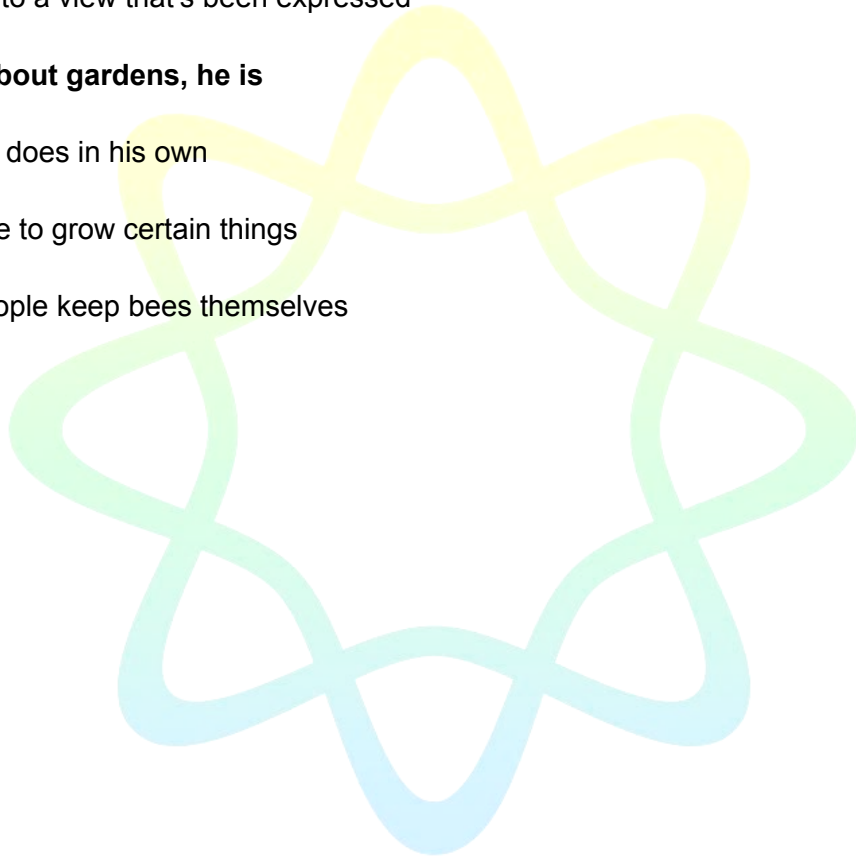 to a view that's been expressed
bout gardens, he is
does in his own
e to grow certain things
ople keep bees themselves